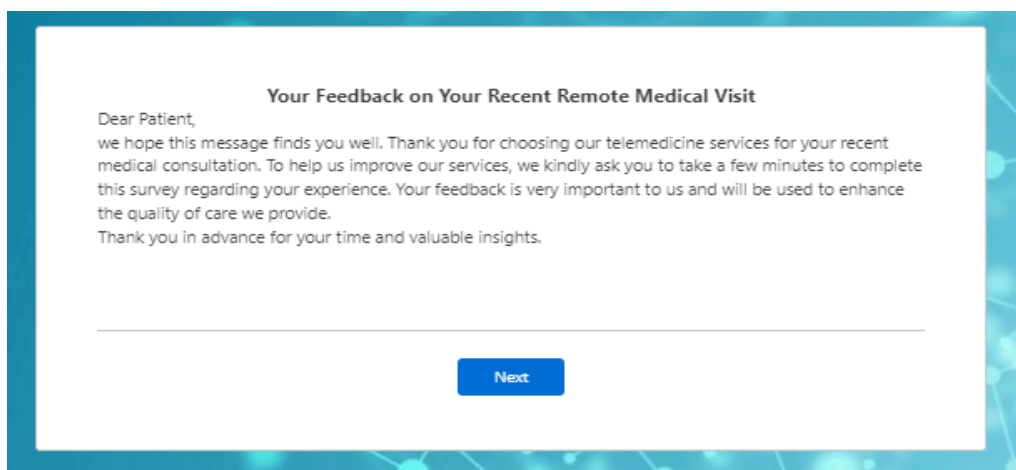 Your Feedback on Your Recent Remote Medical Visit
Dear Patient,
we hope this message finds you well. Thank you for choosing our telemedicine services for your recent
medical consultation. To help us improve our services, we kindly ask you to take a few minutes to complete
this survey regarding your experience. Your feedback is very important to us and will be used to enhance
the quality of care we provide.
Thank you in advance for your time and valuable insights.
Next